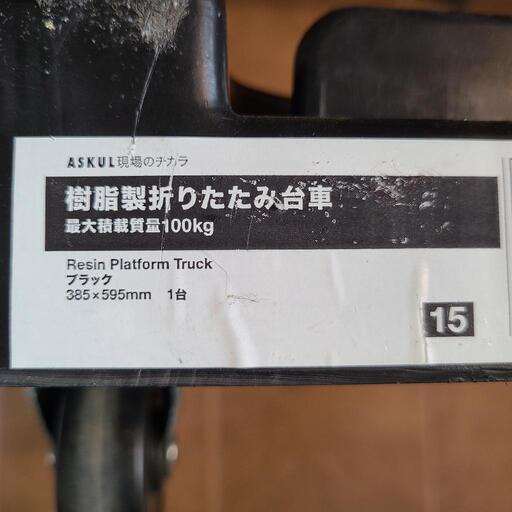 ASKUL現場のチカラ
樹脂製折りたたみ台車
最大積載質量100kg
Resin Platform Truck
ブラック
385×595mm 1台
15